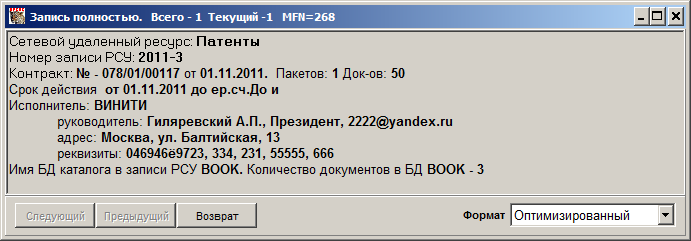 Запись полностью. Всего - 1 Текущий -1 MFN=268
Сетевой удаленный ресурс: Патенты
Номер записи РСУ: 2011-3
Контракт: № - 078/01/00117 от 01.11.2011. Пакетов: 1 Док-ов: 50
Срок действия от 01.11.2011 до ер.сч.До и
Исполнитель: ВИНИТИ
руководитель: Гиляревский А.П., Президент, 2222@yandex.ru
адрес: Москва, ул. Балтийская, 13
реквизиты: 046946ё9723, 334, 231, 55555, 666
Имя БД каталога в записи РСУ BOOK. Количество документов в БД BOOK - 3
Следующий Предыдущий Возврат Формат Оптимизированный